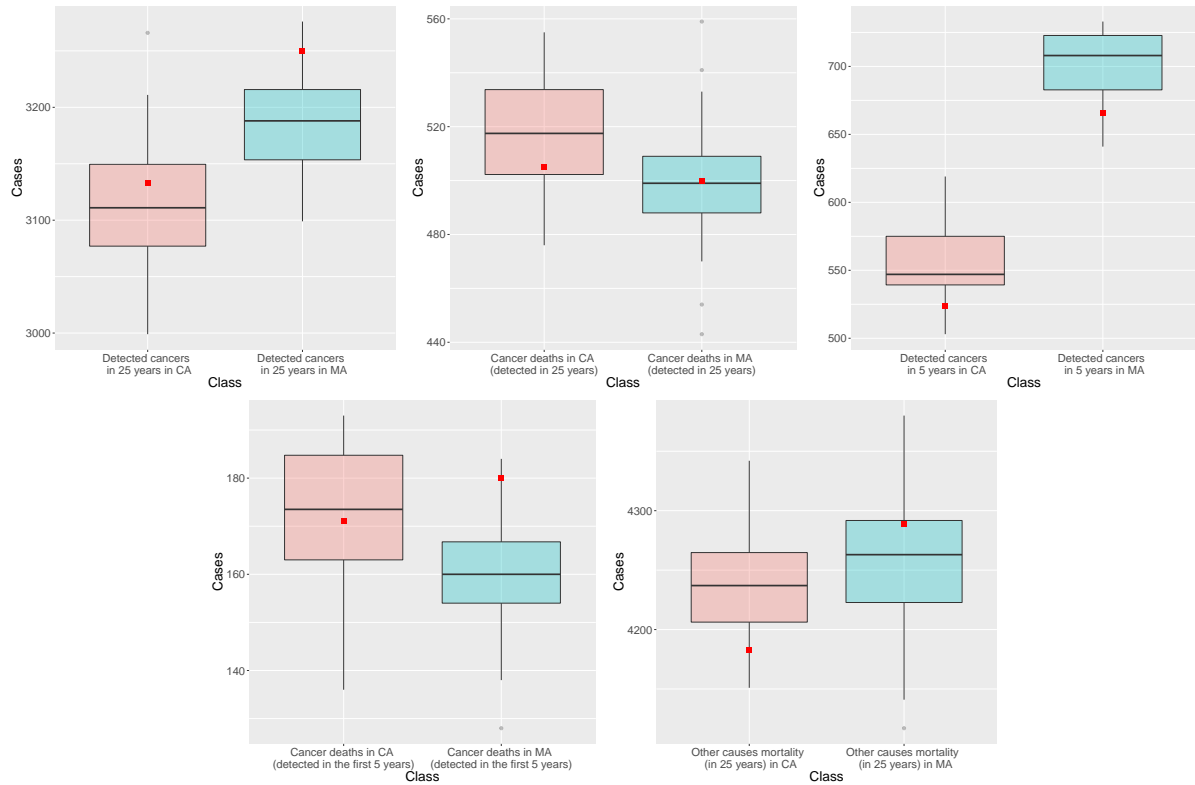 Cases
3200
3100
3000
Detected cancers
in 25 years in CA
Detected cancers
in 25 years in MA
Class
Cases
560
520
480
440
Cancer deaths in CA
(detected in 25 years)
Cancer deaths in MA
(detected in 25 years)
Class
Cases
700
650
600
550
500
Detected cancers
in 5 years in CA
Detected cancers
in 5 years in MA
Class
Cases
180
160
140
Cancer deaths in CA
(detected in the first 5 years)
Cancer deaths in MA
(detected in the first 5 years)
Class
Cases
4300
4200
Other causes mortality
(in 25 years) in CA
Other causes mortality
(in 25 years) in MA
Class